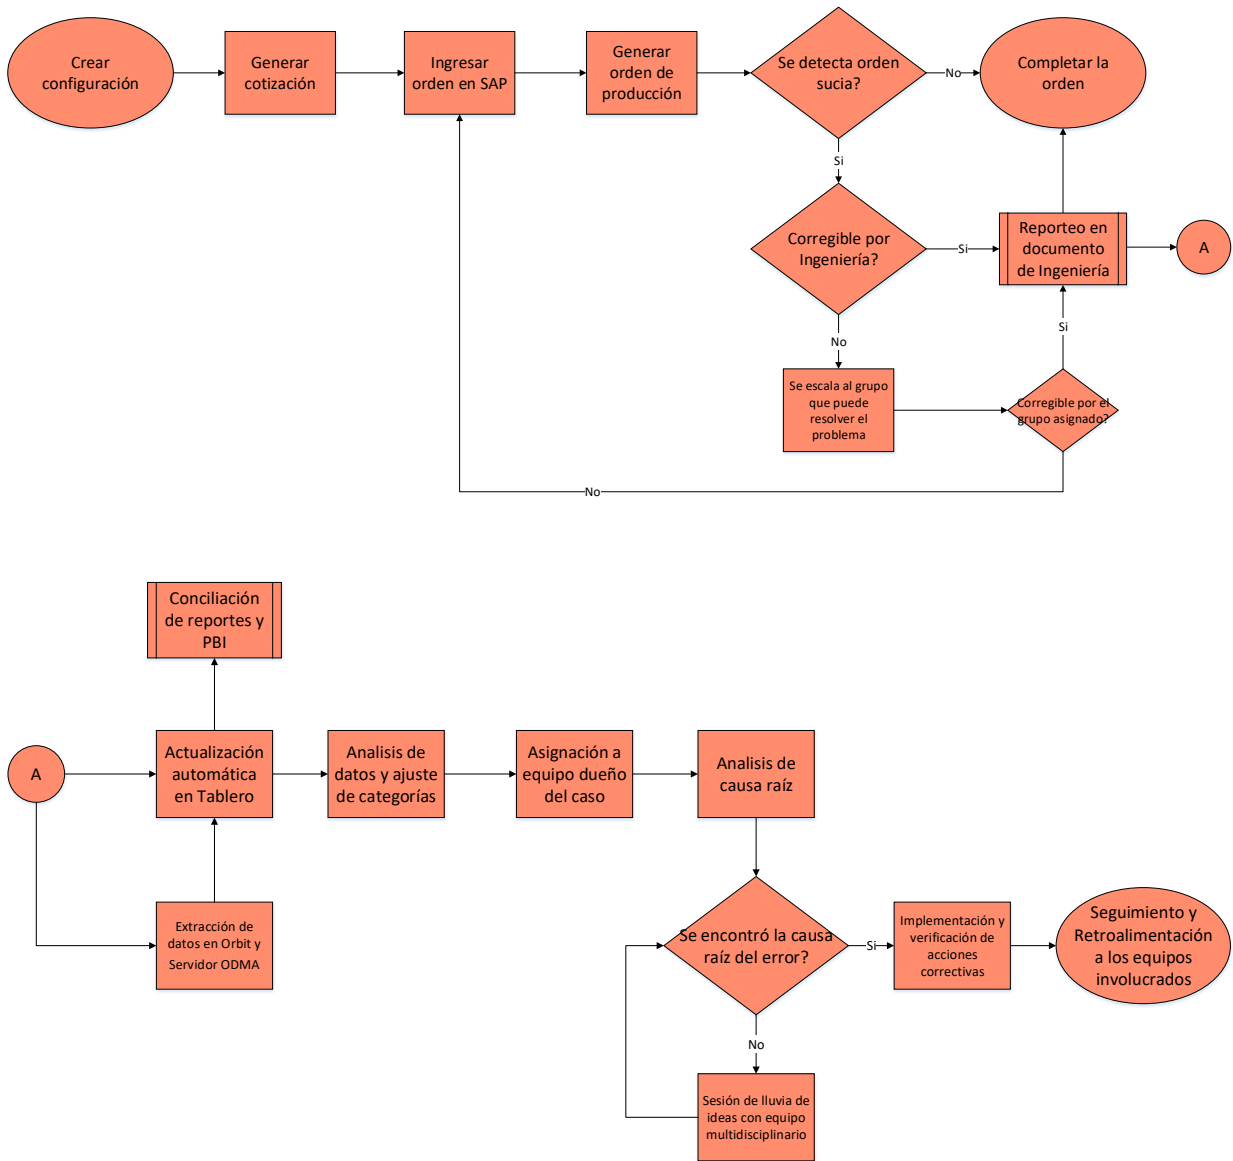 Crear
configuración
Generar
cotización
Ingresar
orden en SAP
Generar
orden de
producción
Se detecta orden
sucia?
No
Completar la
orden
Si
Corregible por
Ingeniería?
Si
Reporteo en
documento
de Ingeniería
A
No
Si
Se escala al grupo
que puede
resolver el
problema
Corregible por el
grupo asignado?
No
Conciliación
de reportes y
PBI
A
Actualización
automática
en Tablero
Analisis de
datos y ajuste
de categorías
Asignación a
equipo dueño
del caso
Analisis de
causa raíz
Extracción de
datos en Orbit y
Servidor ODMA
Se encontró la causa
raíz del error?
Si
Implementación y
verificación de
acciones
correctivas
Seguimiento y
Retroalimentación
a los equipos
involucrados
No
Sesión de lluvia de
ideas con equipo
multidisciplinario